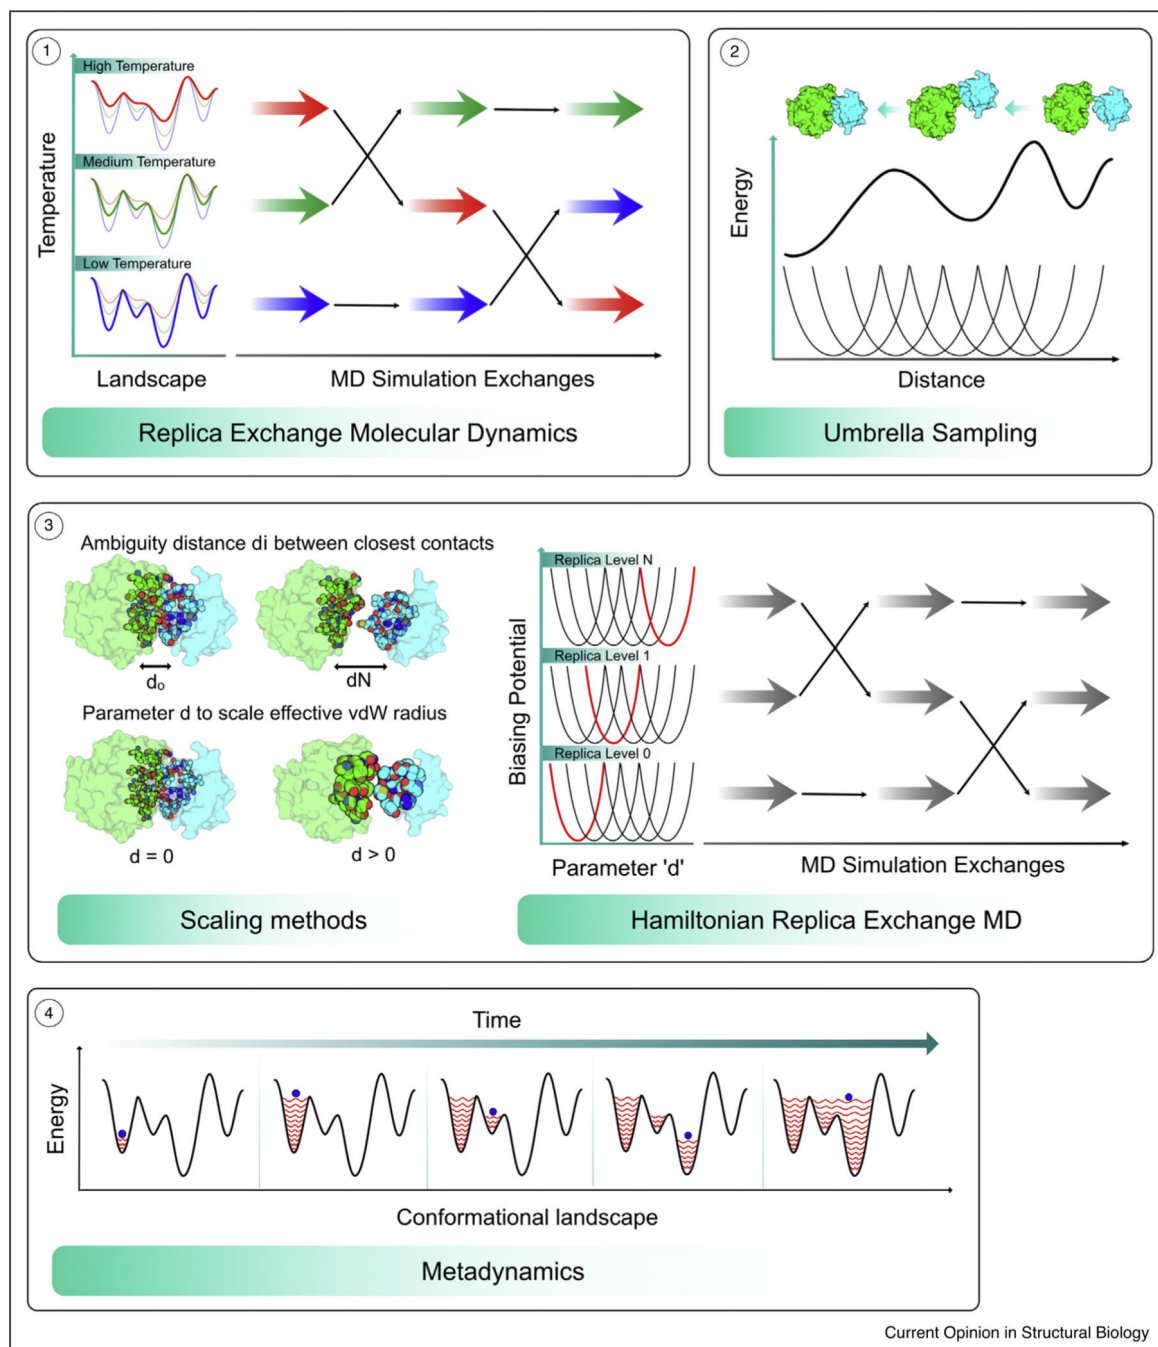 1
High Temperature
Medium Temperature
Low Temperature
Temperature
Landscape
MD Simulation Exchanges
Replica Exchange Molecular Dynamics
2
Energy
Distance
Umbrella Sampling
3
Ambiguity distance di between closest contacts
d₀
dN
Parameter d to scale effective vdW radius
d = 0
d > 0
Scaling methods
Replica Level N
Replica Level 1
Replica Level 0
Biasing Potential
Parameter 'd'
MD Simulation Exchanges
Hamiltonian Replica Exchange MD
4
Time
Energy
Conformational landscape
Metadynamics
Current Opinion in Structural Biology